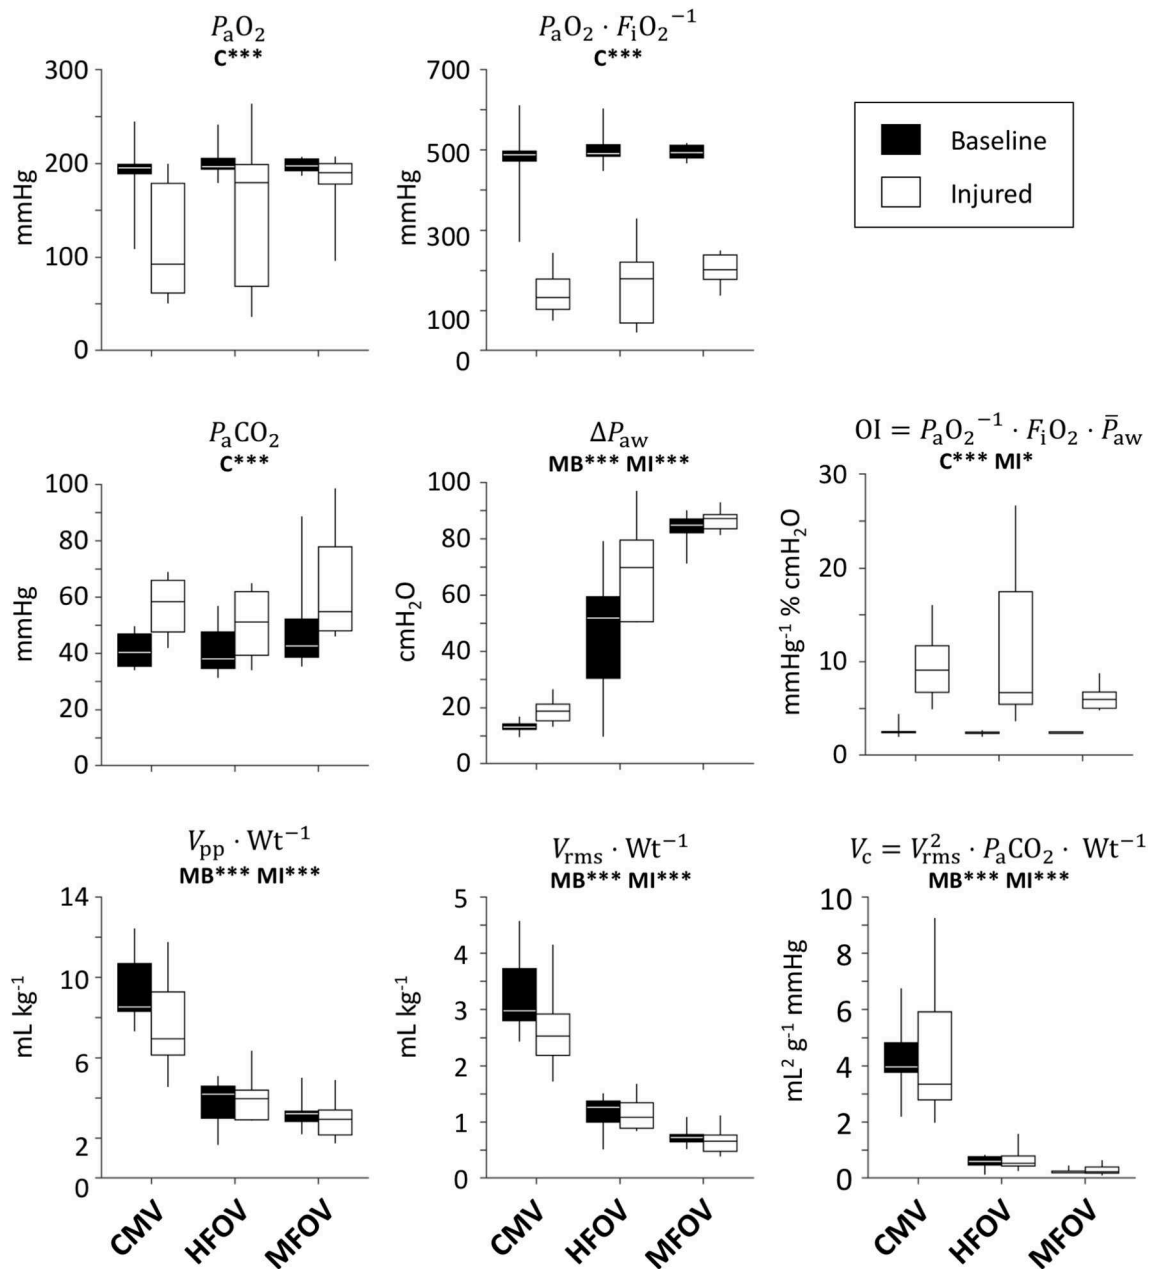 PaO2
C***
mmHg
300
200
100
0
PaO2 · FiO2⁻¹
C***
mmHg
700
500
300
100
0
Baseline
Injured
PaCO2
C***
mmHg
100
80
60
40
20
0
ΔPaw
MB*** MI***
cmH2O
100
80
60
40
20
0
OI = PaO2⁻¹ · FiO2 · P̄aw
C*** MI*
mmHg⁻¹ % cmH2O
30
20
10
0
Vpp · Wt⁻¹
MB*** MI***
mL kg⁻¹
14
10
6
2
0
CMV
HFOV
MFOV
Vrms · Wt⁻¹
MB*** MI***
mL kg⁻¹
5
4
3
2
1
0
CMV
HFOV
MFOV
Vc = V²rms · PaCO2 · Wt⁻¹
MB*** MI***
mL² g⁻¹ mmHg
10
8
6
4
2
0
CMV
HFOV
MFOV